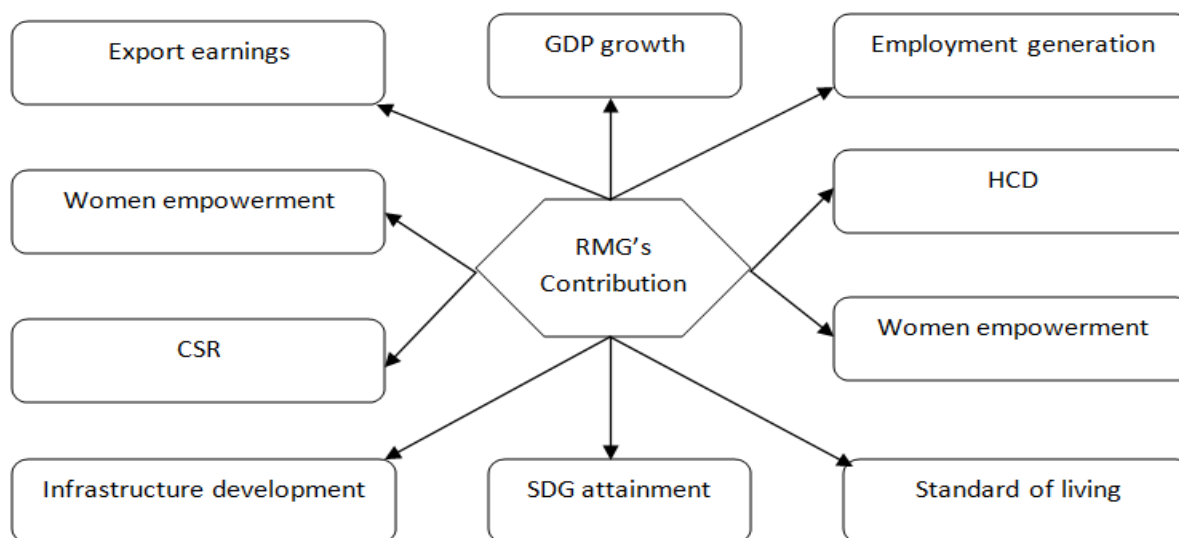 Export earnings
GDP growth
Employment generation
Women empowerment
HCD
RMG's
Contribution
CSR
Women empowerment
Infrastructure development
SDG attainment
Standard of living